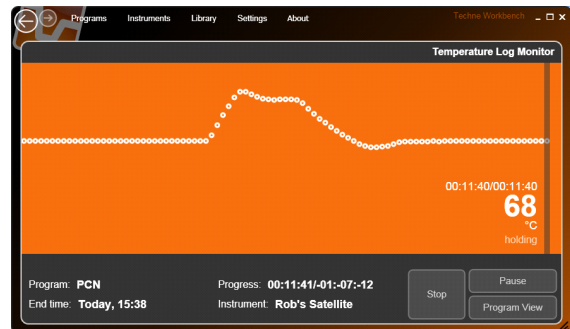 Programs Instruments Library Settings About Techne Workbench
Temperature Log Monitor
00:11:40/00:11:40
68
°C
holding
Program: PCN Progress: 00:11:41/-01:-07:-12
End time: Today, 15:38 Instrument: Rob's Satellite
Stop
Pause
Program View